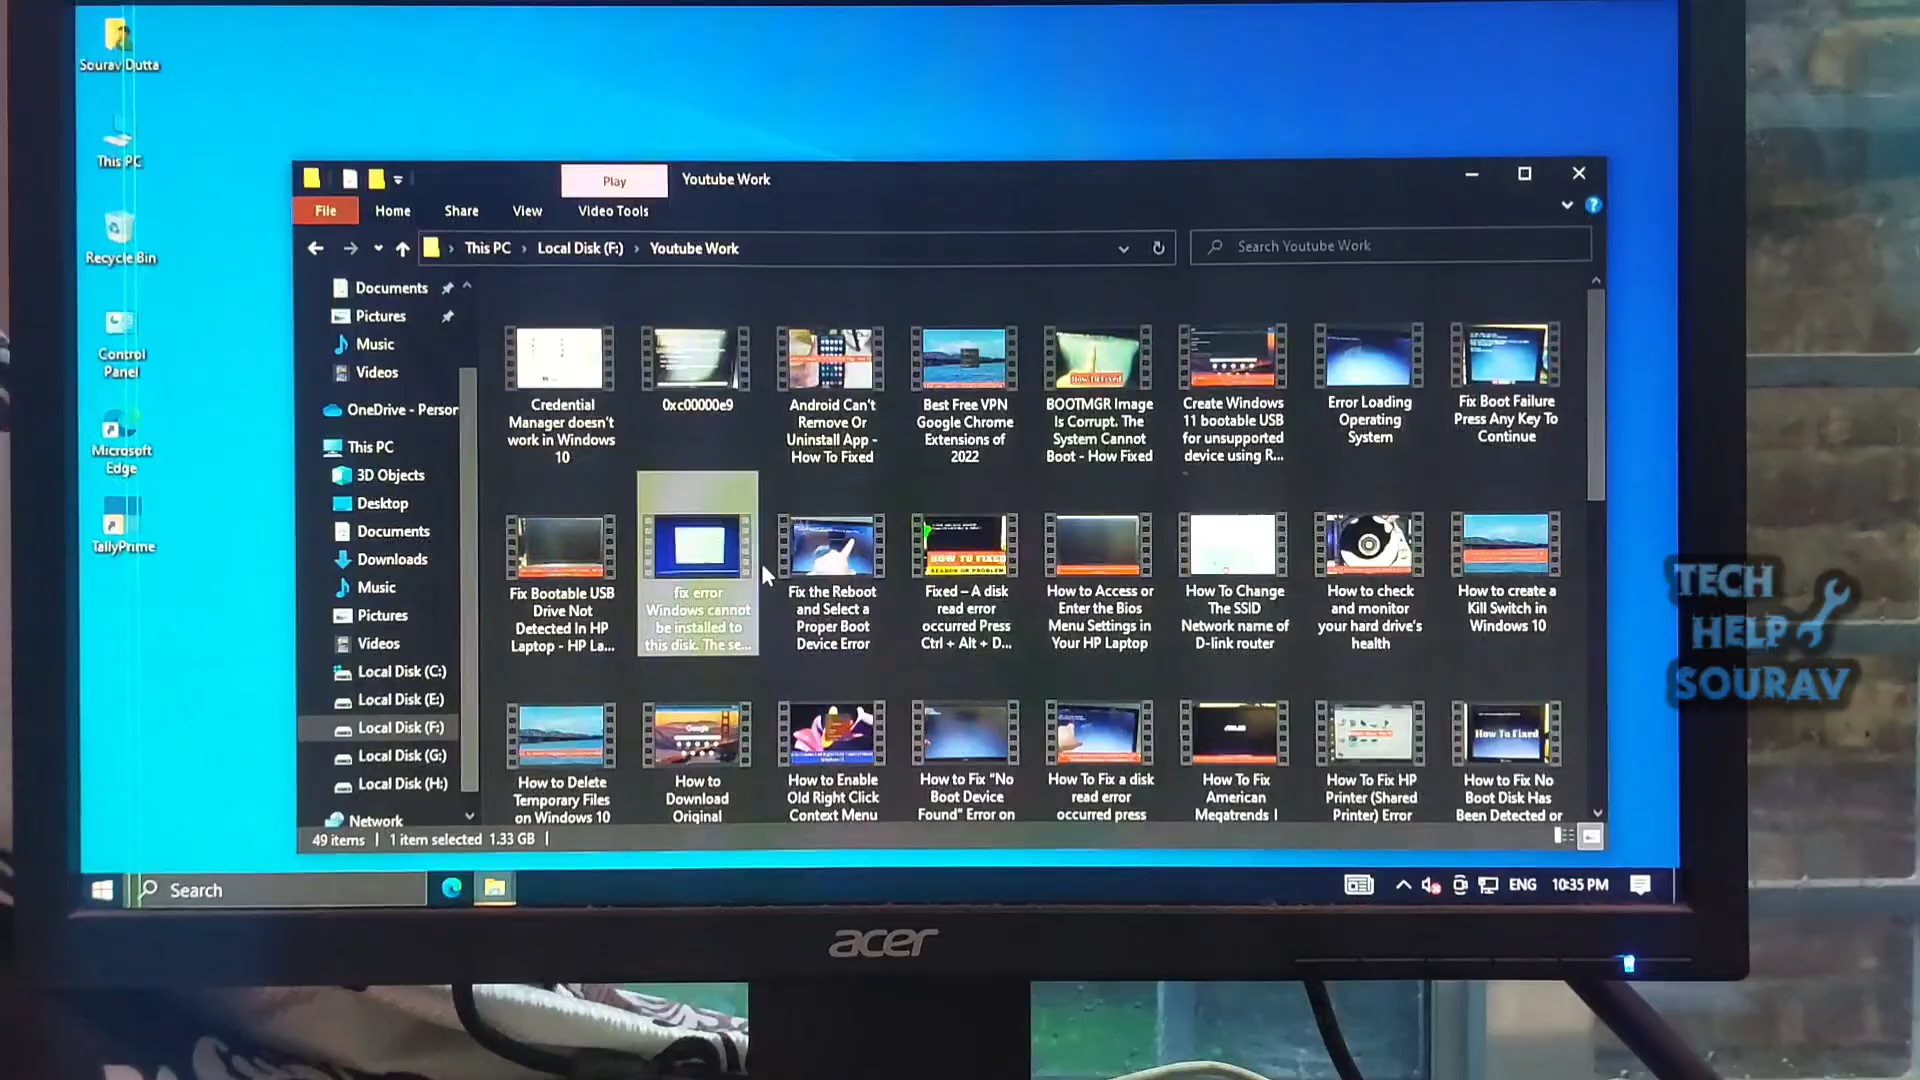 Sourav Dutta
This PC
Recycle Bin
Control
Panel
Microsoft
Edge
TallyPrime
Play
Youtube Work
File
Home
Share
View
Video Tools
This PC
Local Disk (F:)
Youtube Work
Search Youtube Work
Documents
Pictures
Music
Videos
OneDrive - Person
This PC
3D Objects
Desktop
Documents
Downloads
Music
Pictures
Videos
Local Disk (C:)
Local Disk (E:)
Local Disk (F:)
Local Disk (G:)
Local Disk (H:)
Network
Credential
Manager doesn't
work in Windows
10
0xc00000e9
Android Can't
Remove Or
Uninstall App -
How To Fixed
Best Free VPN
Google Chrome
Extensions of
2022
How To Fixed
BOOTMGR Image
Is Corrupt. The
System Cannot
Boot - How Fixed
Create Windows
11 bootable USB
for unsupported
device using R...
Error Loading
Operating
System
Fix Boot Failure
Press Any Key To
Continue
Fix Bootable USB
Drive Not
Detected In HP
Laptop - HP La...
fix error
Windows cannot
be installed to
this disk. The se...
Fix the Reboot
and Select a
Proper Boot
Device Error
HOW TO FIXED
REASON OR PROBLEM
Fixed – A disk
read error
occurred Press
Ctrl + Alt + D...
How to Access or
Enter the Bios
Menu Settings in
Your HP Laptop
How To Change
The SSID
Network name of
D-link router
How to check
and monitor
your hard drive's
health
How to create a
Kill Switch in
Windows 10
How to Delete
Temporary Files
on Windows 10
Google
How to
Download
Original
How to Enable
Old Right Click
Context Menu
How to Fix "No
Boot Device
Found" Error on
How To Fix a disk
read error
occurred press
How To Fix
American
Megatrends I
How To Fix HP
Printer (Shared
Printer) Error
How To Fixed
How to Fix No
Boot Disk Has
Been Detected or
49 items
1 item selected 1.33 GB
Search
ENG
10:35 PM
acer
TECH
HELP
SOURAV